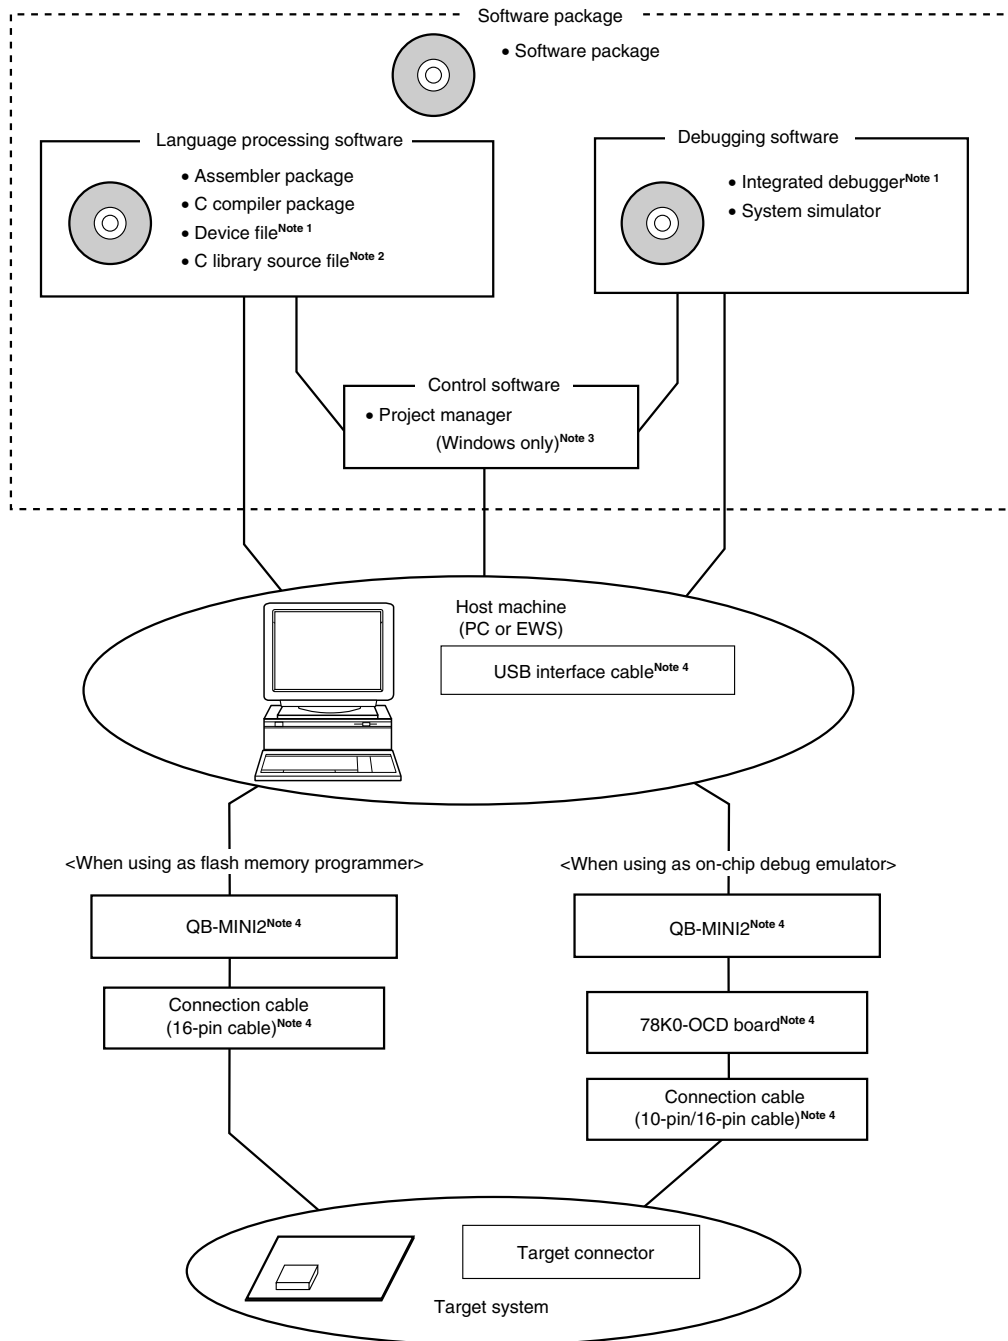 Software package
• Software package
Language processing software
• Assembler package
• C compiler package
• Device fileNote 1
• C library source fileNote 2
Debugging software
• Integrated debuggerNote 1
• System simulator
Control software
• Project manager
(Windows only)Note 3
Host machine
(PC or EWS)
USB interface cableNote 4
<When using as flash memory programmer>
QB-MINI2Note 4
Connection cable
(16-pin cable)Note 4
<When using as on-chip debug emulator>
QB-MINI2Note 4
78K0-OCD boardNote 4
Connection cable
(10-pin/16-pin cable)Note 4
Target connector
Target system